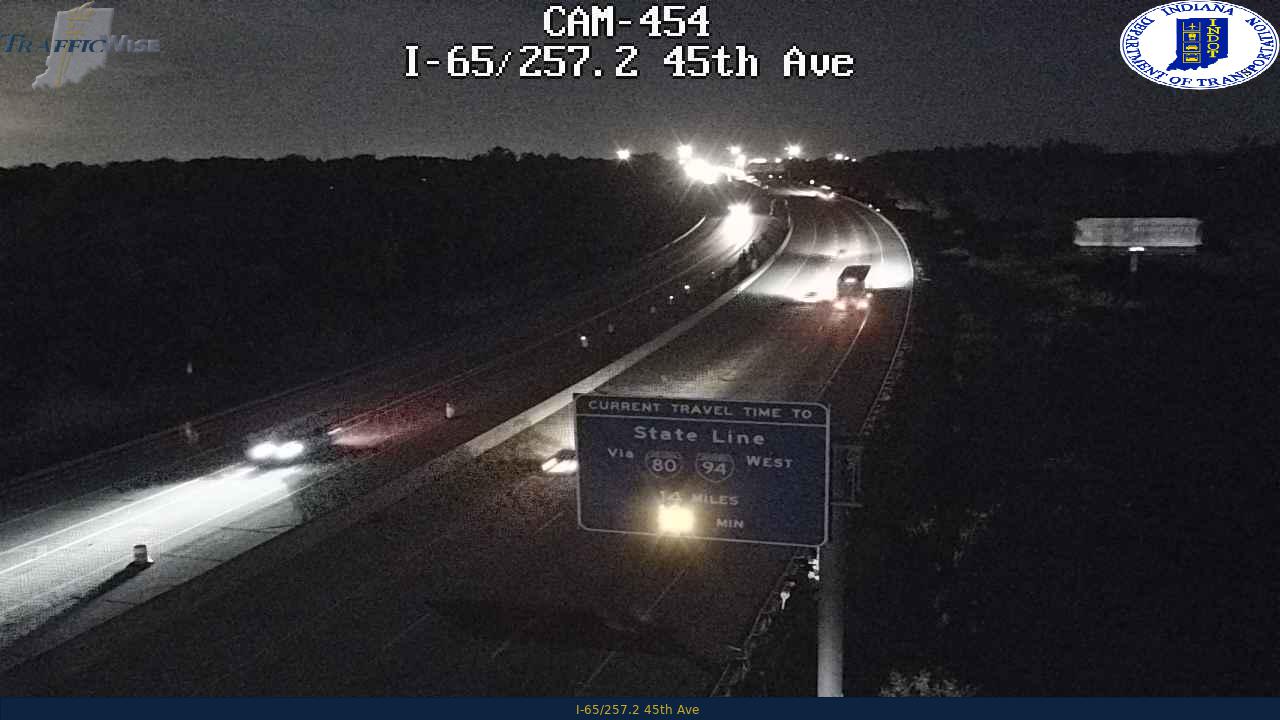 CAM-454
I-65/257.2 45th Ave
TRAFFICWISE
INDIANA
DEPARTMENT OF TRANSPORTATION
INDOT
CURRENT TRAVEL TIME TO
State Line
Via 80 94 WEST
14 MILES
MIN
I-65/257.2 45th Ave